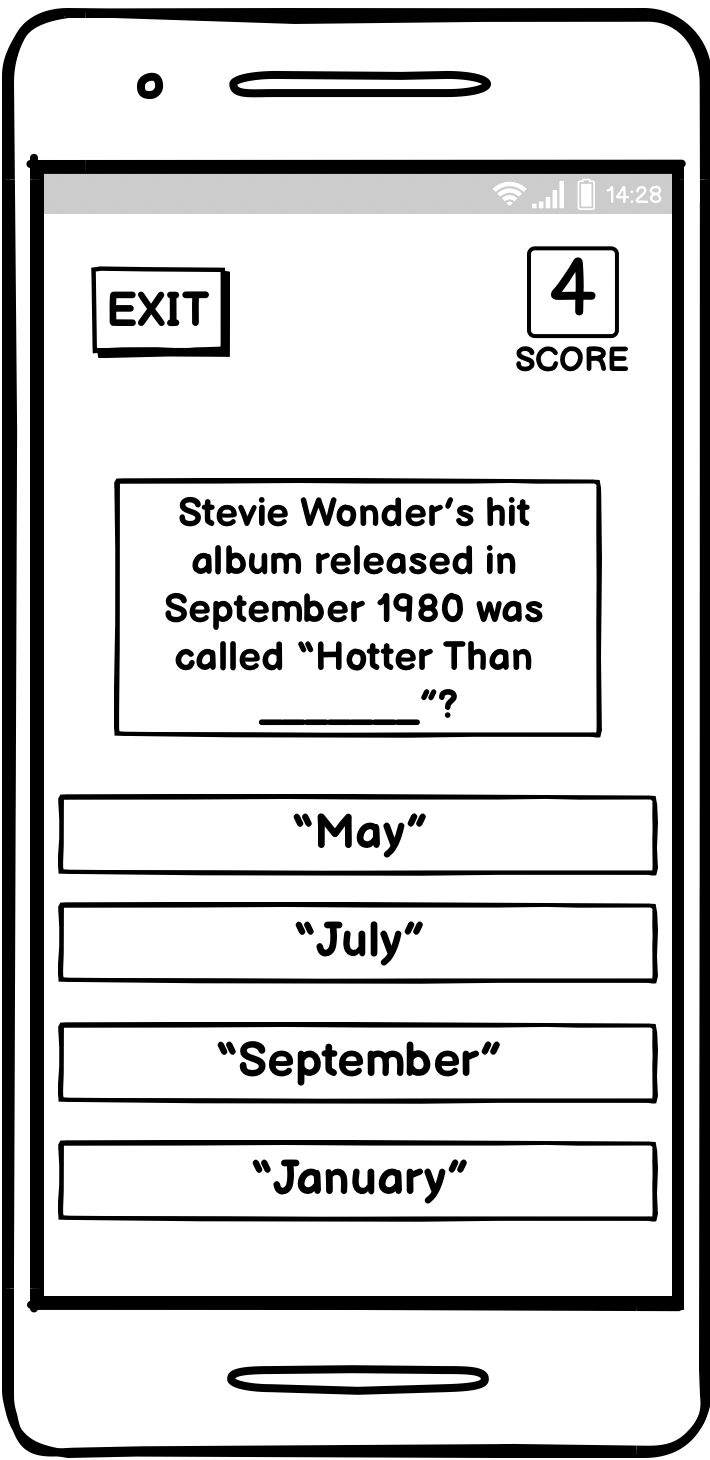 14:28
EXIT
4
SCORE
Stevie Wonder's hit
album released in
September 1980 was
called "Hotter Than
_______"?
"May"
"July"
"September"
"January"